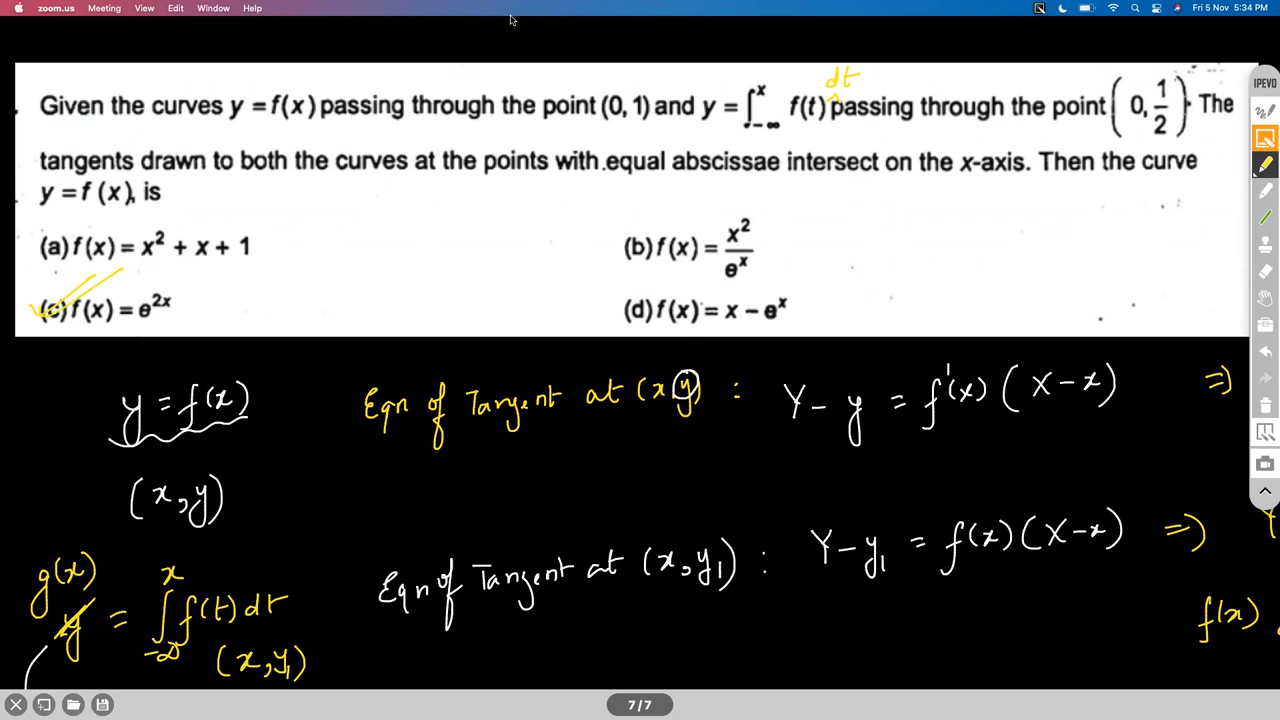 zoom.us Meeting View Edit Window Help Fri 5 Nov 5:34 PM
IPEVO
dt
Given the curves y = f(x) passing through the point (0, 1) and y = ∫_{-∞}^{x} f(t) passing through the point (0, 1/2). The
tangents drawn to both the curves at the points with equal abscissae intersect on the x-axis. Then the curve
y = f (x), is
(a) f(x) = x² + x + 1 (b) f(x) = x²/eˣ
(c) f(x) = e²ˣ (d) f(x) = x - eˣ
y = f(x) Eqn of Tangent at (x y) : Y - y = f'(x) (X - x) ⇒
(x, y)
Eqn of Tangent at (x, y₁) : Y - y₁ = f(x) (X - x) ⇒
g(x)
y = ∫_{-∞}^{x} f(t) dt f(x)
(x, y₁)
7/7